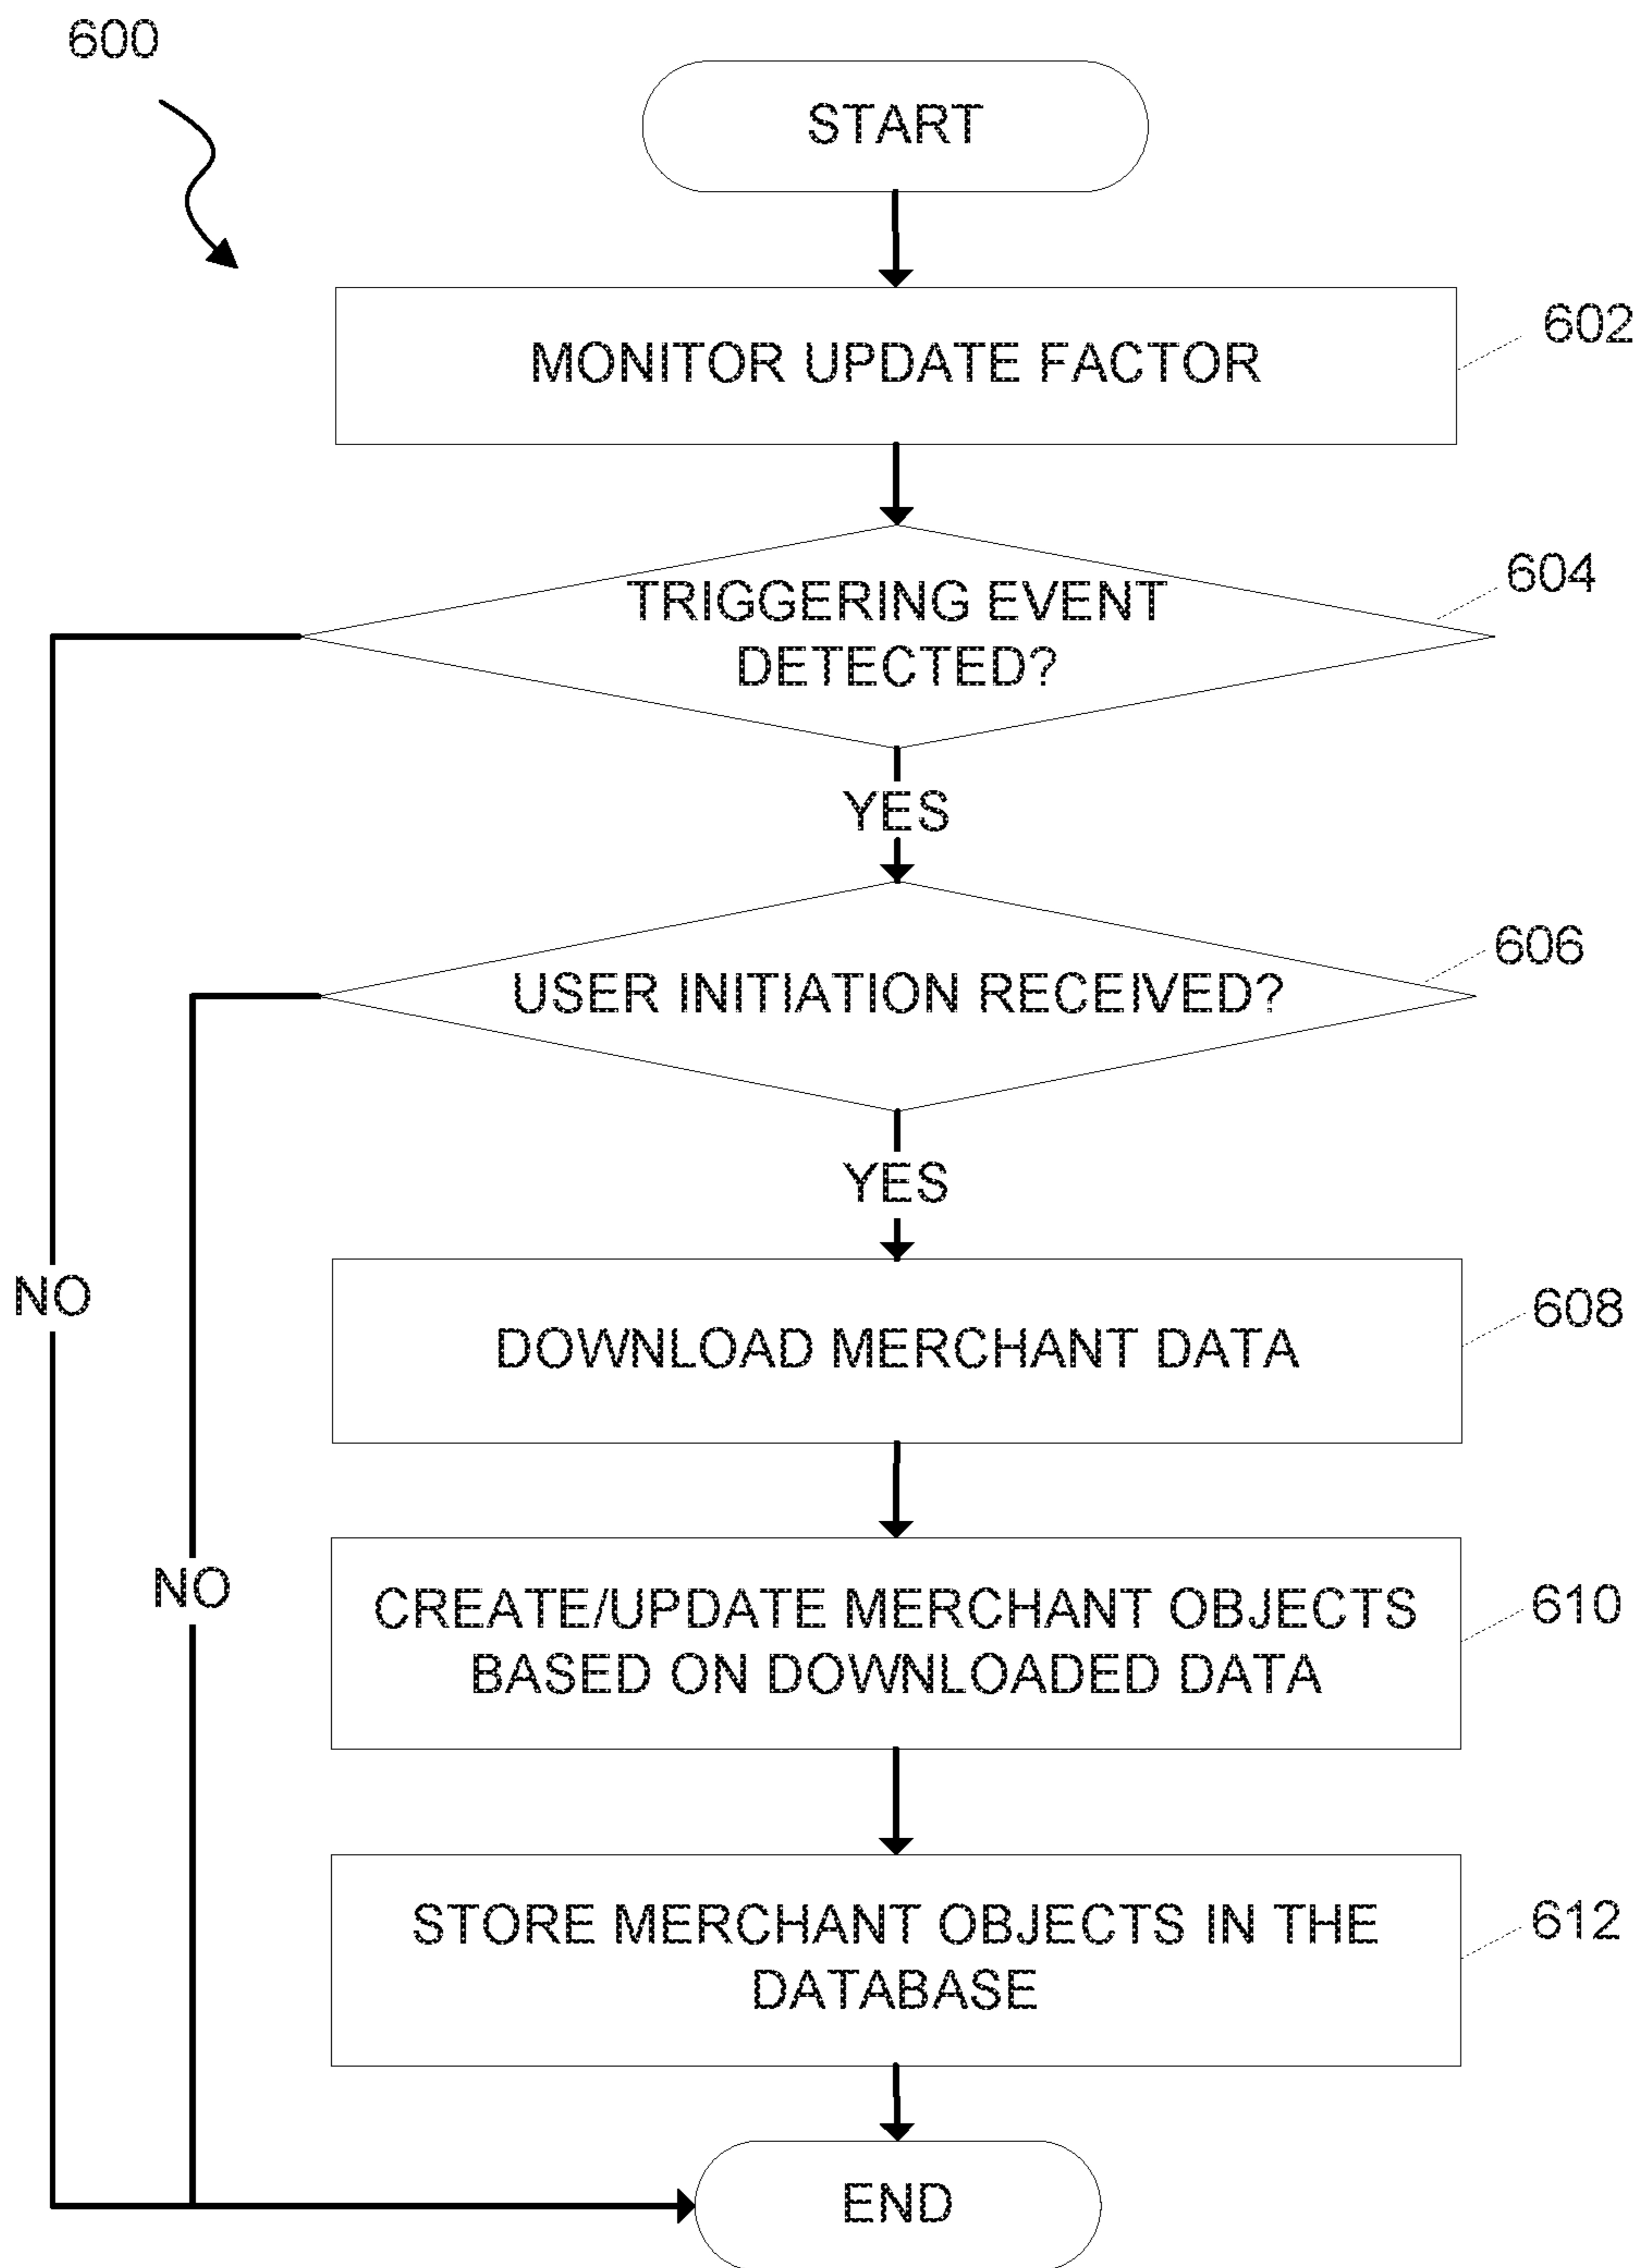 600
START
MONITOR UPDATE FACTOR
602
TRIGGERING EVENT
DETECTED?
604
YES
USER INITIATION RECEIVED?
606
YES
NO
DOWNLOAD MERCHANT DATA
608
NO
CREATE/UPDATE MERCHANT OBJECTS
BASED ON DOWNLOADED DATA
610
STORE MERCHANT OBJECTS IN THE
DATABASE
612
END